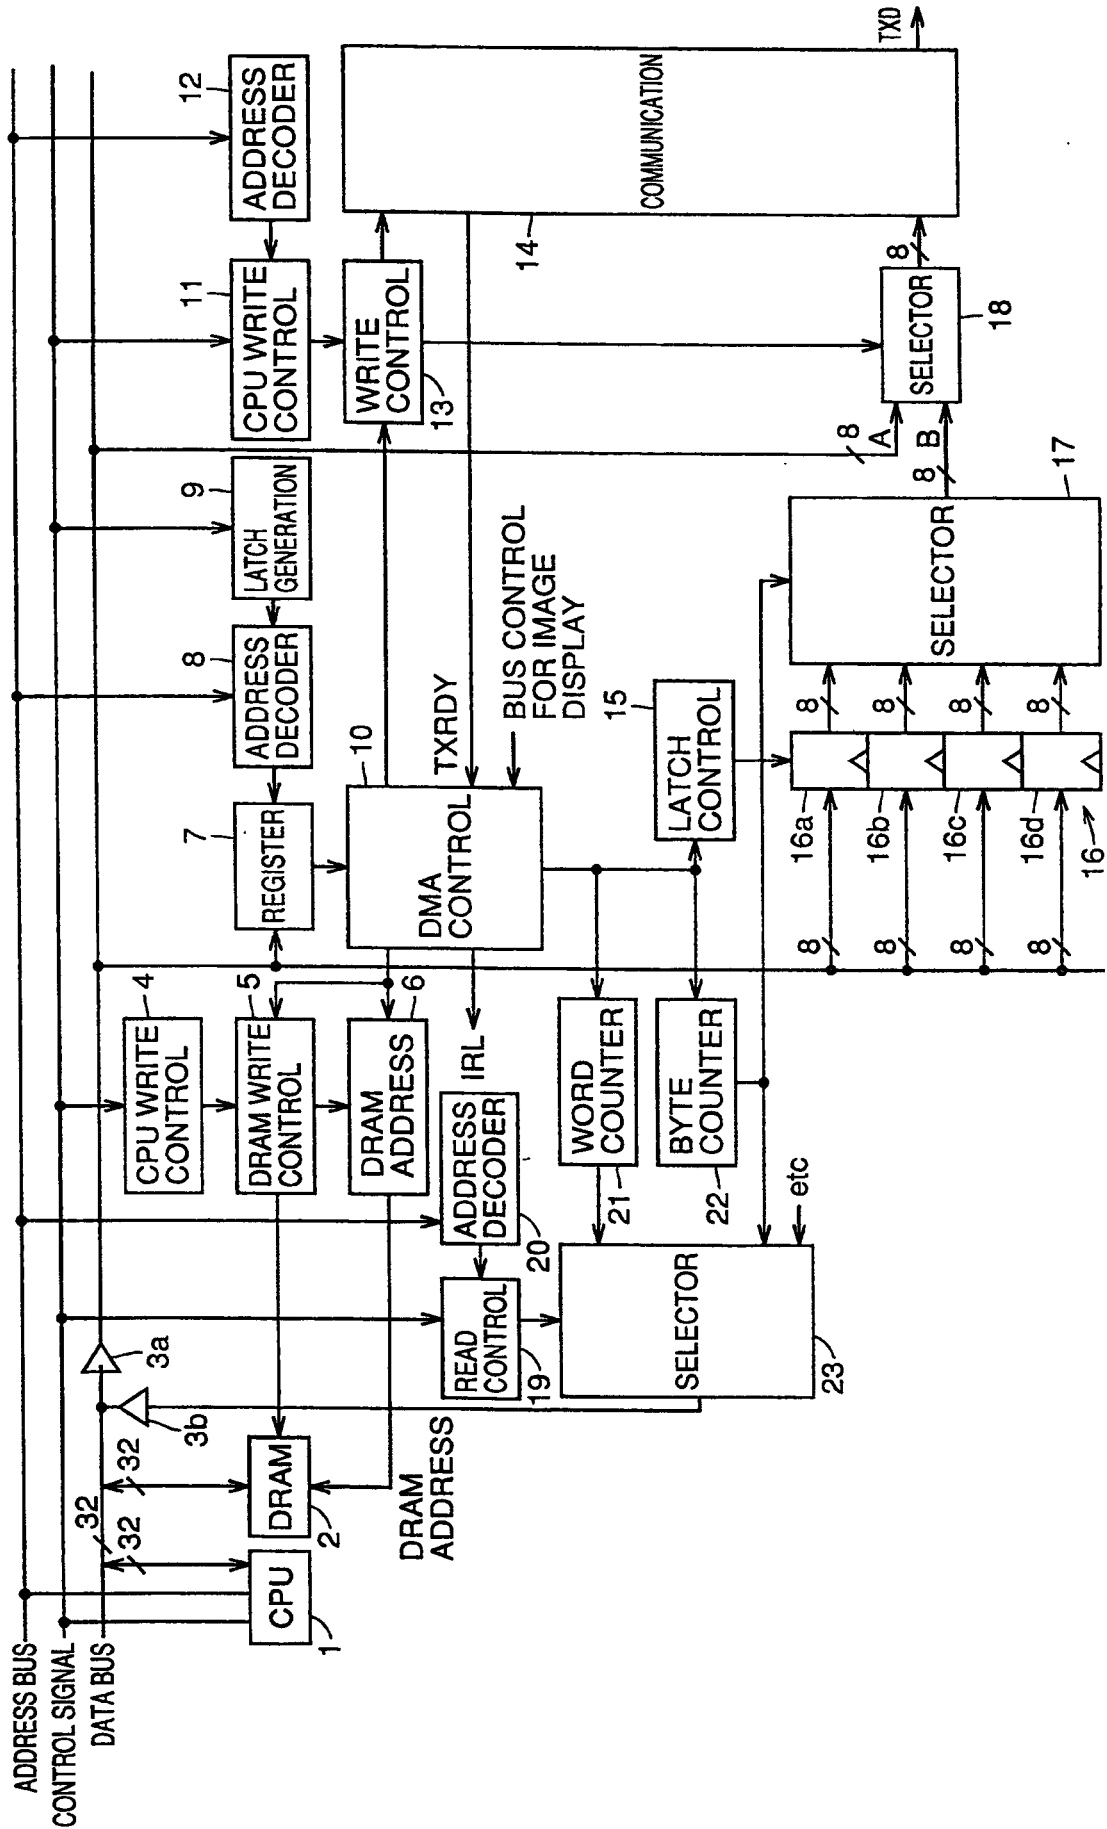 ADDRESS BUS
CONTROL SIGNAL
DATA BUS
32
32
32
3a
3b
CPU
1
DRAM
2
DRAM
ADDRESS
CPU WRITE
CONTROL
4
DRAM WRITE
CONTROL
5
DRAM
ADDRESS
6
REGISTER
7
ADDRESS
DECODER
8
LATCH
GENERATION
9
CPU WRITE
CONTROL
11
ADDRESS
DECODER
12
WRITE
CONTROL
13
DMA
CONTROL
10
TXRDY
IRL
BUS CONTROL
FOR IMAGE
DISPLAY
COMMUNICATION
14
TXD
READ
CONTROL
19
ADDRESS
DECODER
20
SELECTOR
23
etc
WORD
COUNTER
21
BYTE
COUNTER
22
LATCH
CONTROL
15
8
8
8
8
16a
16b
16c
16d
16
8
8
8
8
SELECTOR
17
8
A
8
B
SELECTOR
18
8